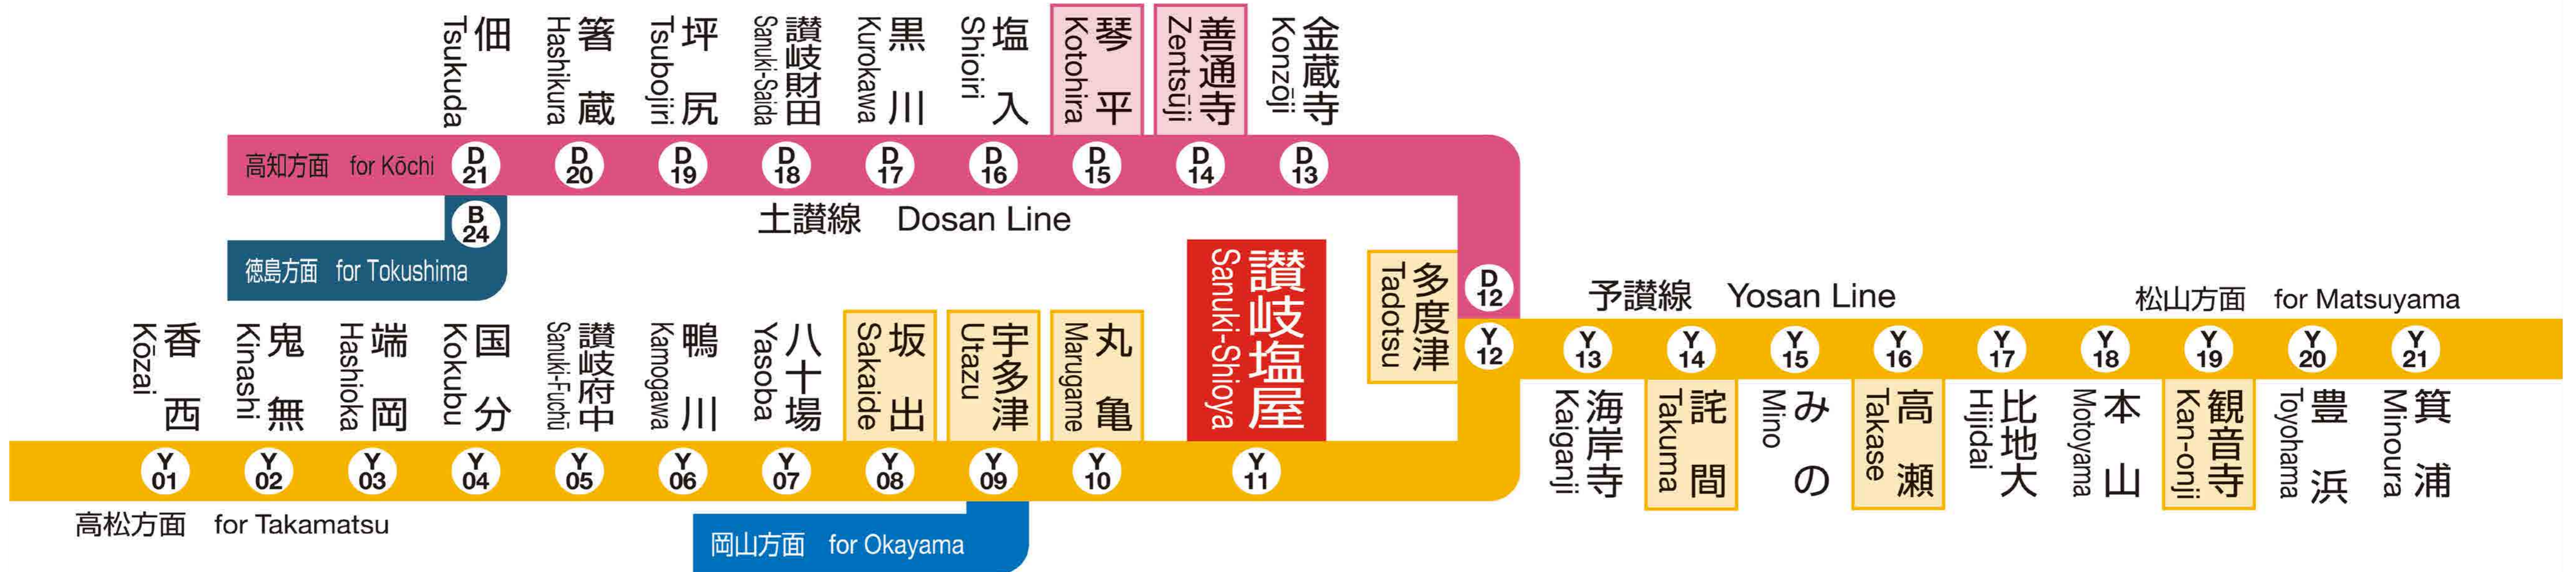 佃 Tsukuda
箸蔵 Hashikura
坪尻 Tsubojiri
讃岐財田 Sanuki-Saida
黒川 Kurokawa
塩入 Shioiri
琴平 Kotohira
善通寺 Zentsūji
金蔵寺 Konzōji
高知方面 for Kōchi
D 21
D 20
D 19
D 18
D 17
D 16
D 15
D 14
D 13
B 24
土讃線 Dosan Line
徳島方面 for Tokushima
香西 Kōzai
鬼無 Kinashi
端岡 Hashioka
国分 Kokubu
讃岐府中 Sanuki-Fuchū
鴨川 Kamogawa
八十場 Yasoba
坂出 Sakaide
宇多津 Utazu
丸亀 Marugame
讃岐塩屋 Sanuki-Shioya
多度津 Tadotsu
D 12
Y 12
予讃線 Yosan Line
松山方面 for Matsuyama
Y 13
Y 14
Y 15
Y 16
Y 17
Y 18
Y 19
Y 20
Y 21
海岸寺 Kaiganji
詫間 Takuma
みの Mino
高瀬 Takase
比地大 Hijidai
本山 Motoyama
観音寺 Kan-onji
豊浜 Toyohama
箕浦 Minoura
Y 01
Y 02
Y 03
Y 04
Y 05
Y 06
Y 07
Y 08
Y 09
Y 10
Y 11
高松方面 for Takamatsu
岡山方面 for Okayama